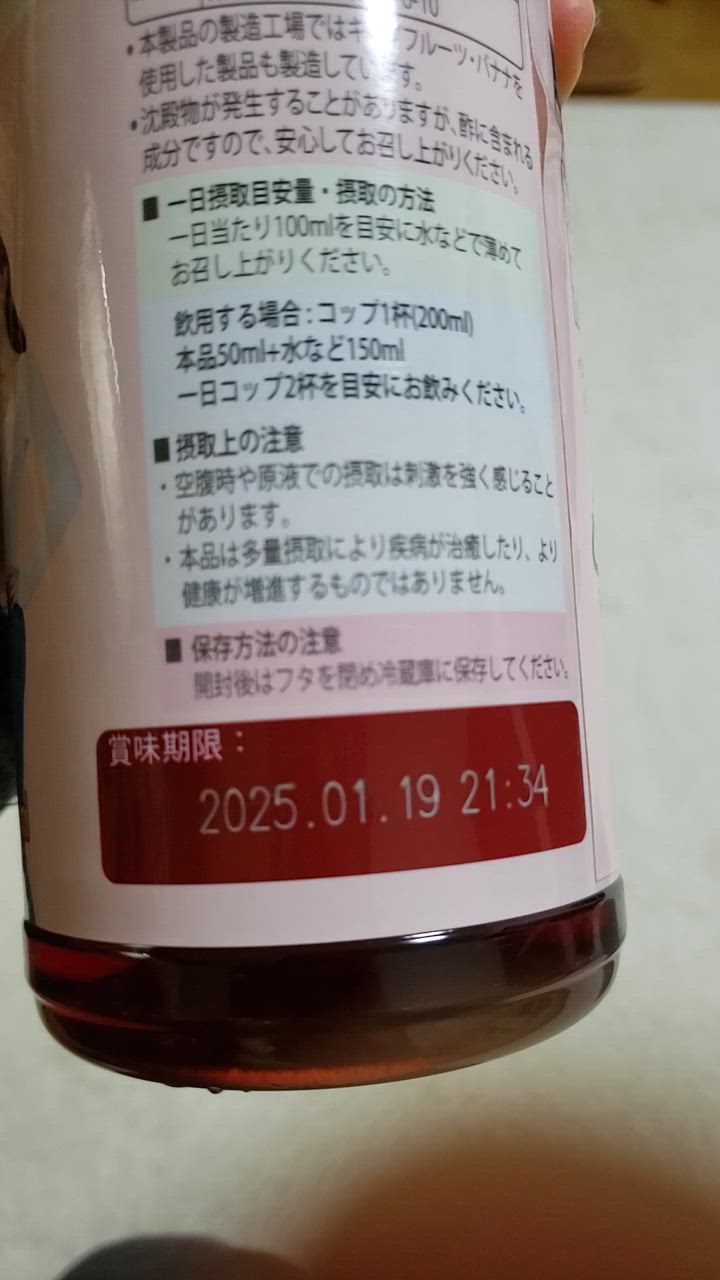 -10
・本製品の製造工場ではキ フルーツ・バナナを
使用した製品も製造しています。
・沈殿物が発生することがありますが、酢に含まれる
成分ですので、安心してお召し上がりください。
■ 一日摂取目安量・摂取の方法
一日当たり100mlを目安に水などで薄めて
お召し上がりください。
飲用する場合：コップ1杯(200ml)
本品50ml+水など150ml
一日コップ2杯を目安にお飲みください。
■ 摂取上の注意
・空腹時や原液での摂取は刺激を強く感じること
があります。
・本品は多量摂取により疾病が治癒したり、より
健康が増進するものではありません。
■ 保存方法の注意
開封後はフタを閉め冷蔵庫に保存してください。
賞味期限：
2025.01.19 21:34